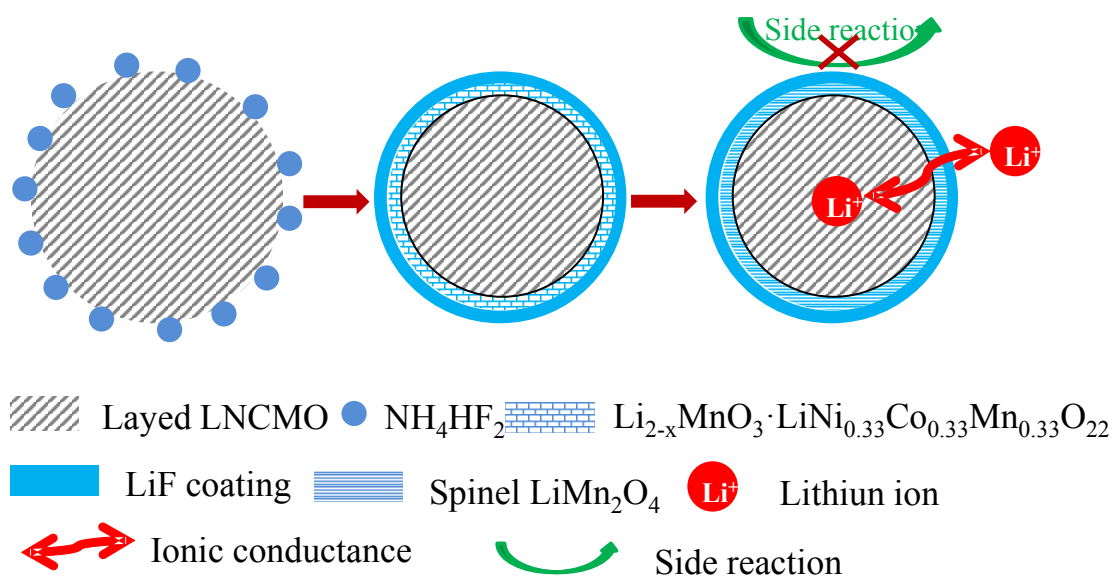 Side reaction
Li⁺
Li⁺
Layed LNCMO NH₄HF₂ Li₂₋ₓMnO₃·LiNi₀.₃₃Co₀.₃₃Mn₀.₃₃O₂₂
LiF coating Spinel LiMn₂O₄ Li⁺ Lithiun ion
Ionic conductance Side reaction